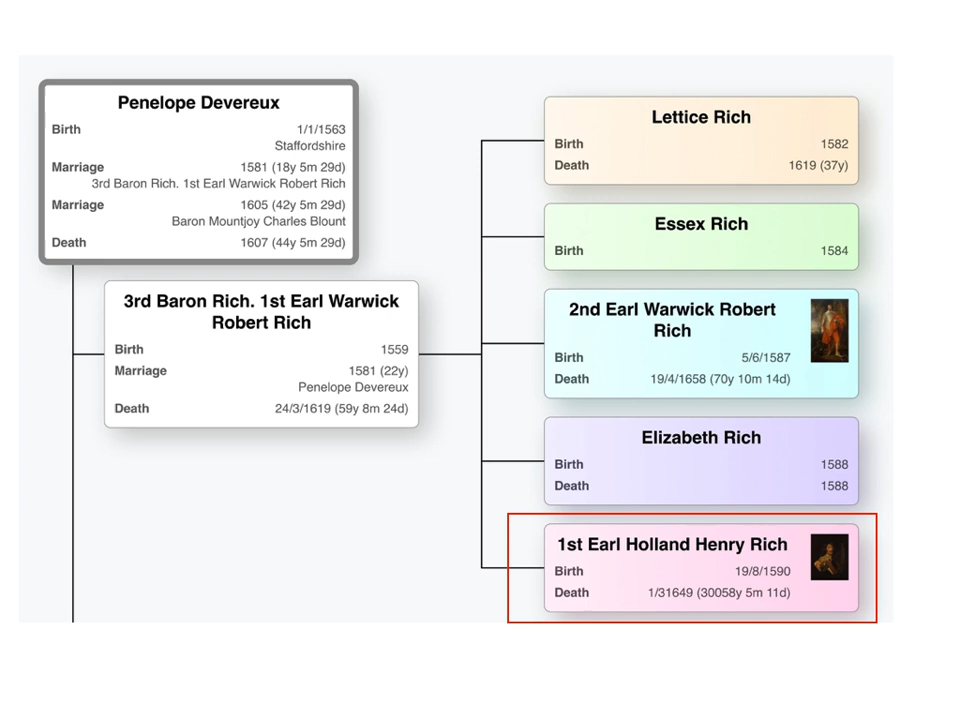 Penelope Devereux
Birth 1/1/1563
Staffordshire
Marriage 1581 (18y 5m 29d)
3rd Baron Rich. 1st Earl Warwick Robert Rich
Marriage 1605 (42y 5m 29d)
Baron Mountjoy Charles Blount
Death 1607 (44y 5m 29d)
3rd Baron Rich. 1st Earl Warwick
Robert Rich
Birth 1559
Marriage 1581 (22y)
Penelope Devereux
Death 24/3/1619 (59y 8m 24d)
Lettice Rich
Birth 1582
Death 1619 (37y)
Essex Rich
Birth 1584
2nd Earl Warwick Robert
Rich
Birth 5/6/1587
Death 19/4/1658 (70y 10m 14d)
Elizabeth Rich
Birth 1588
Death 1588
1st Earl Holland Henry Rich
Birth 19/8/1590
Death 1/31649 (30058y 5m 11d)